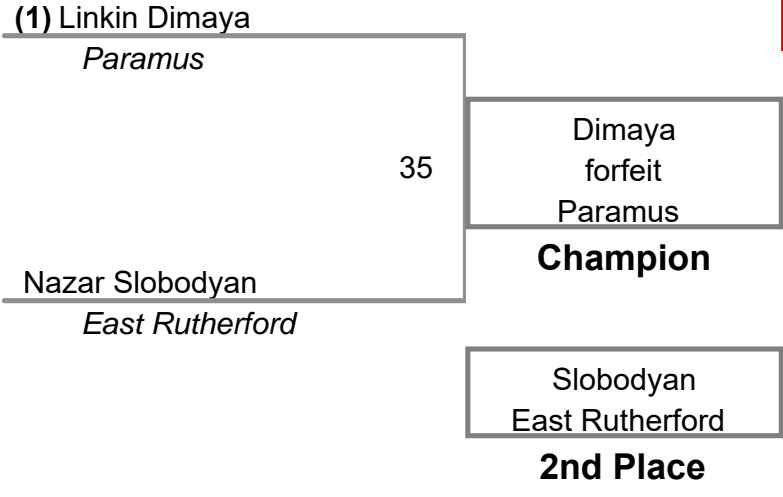 (1) Linkin Dimaya
Paramus
35
Dimaya
forfeit
Paramus
Champion
Nazar Slobodyan
East Rutherford
Slobodyan
East Rutherford
2nd Place